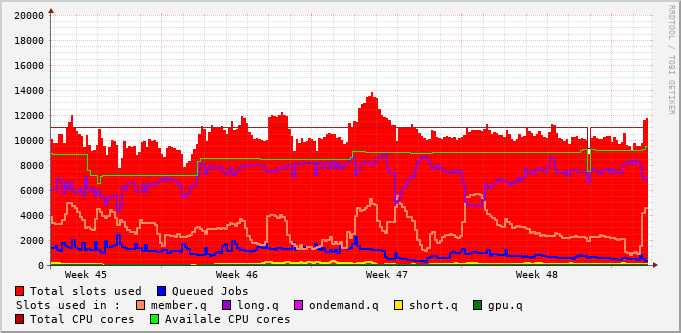 20000
18000
16000
14000
12000
10000
8000
6000
4000
2000
0
Week 45 Week 46 Week 47 Week 48
Total slots used Queued Jobs
Slots used in : member.q long.q ondemand.q short.q gpu.q
Total CPU cores Availale CPU cores
RRDTOOL / TOBI OETIKER